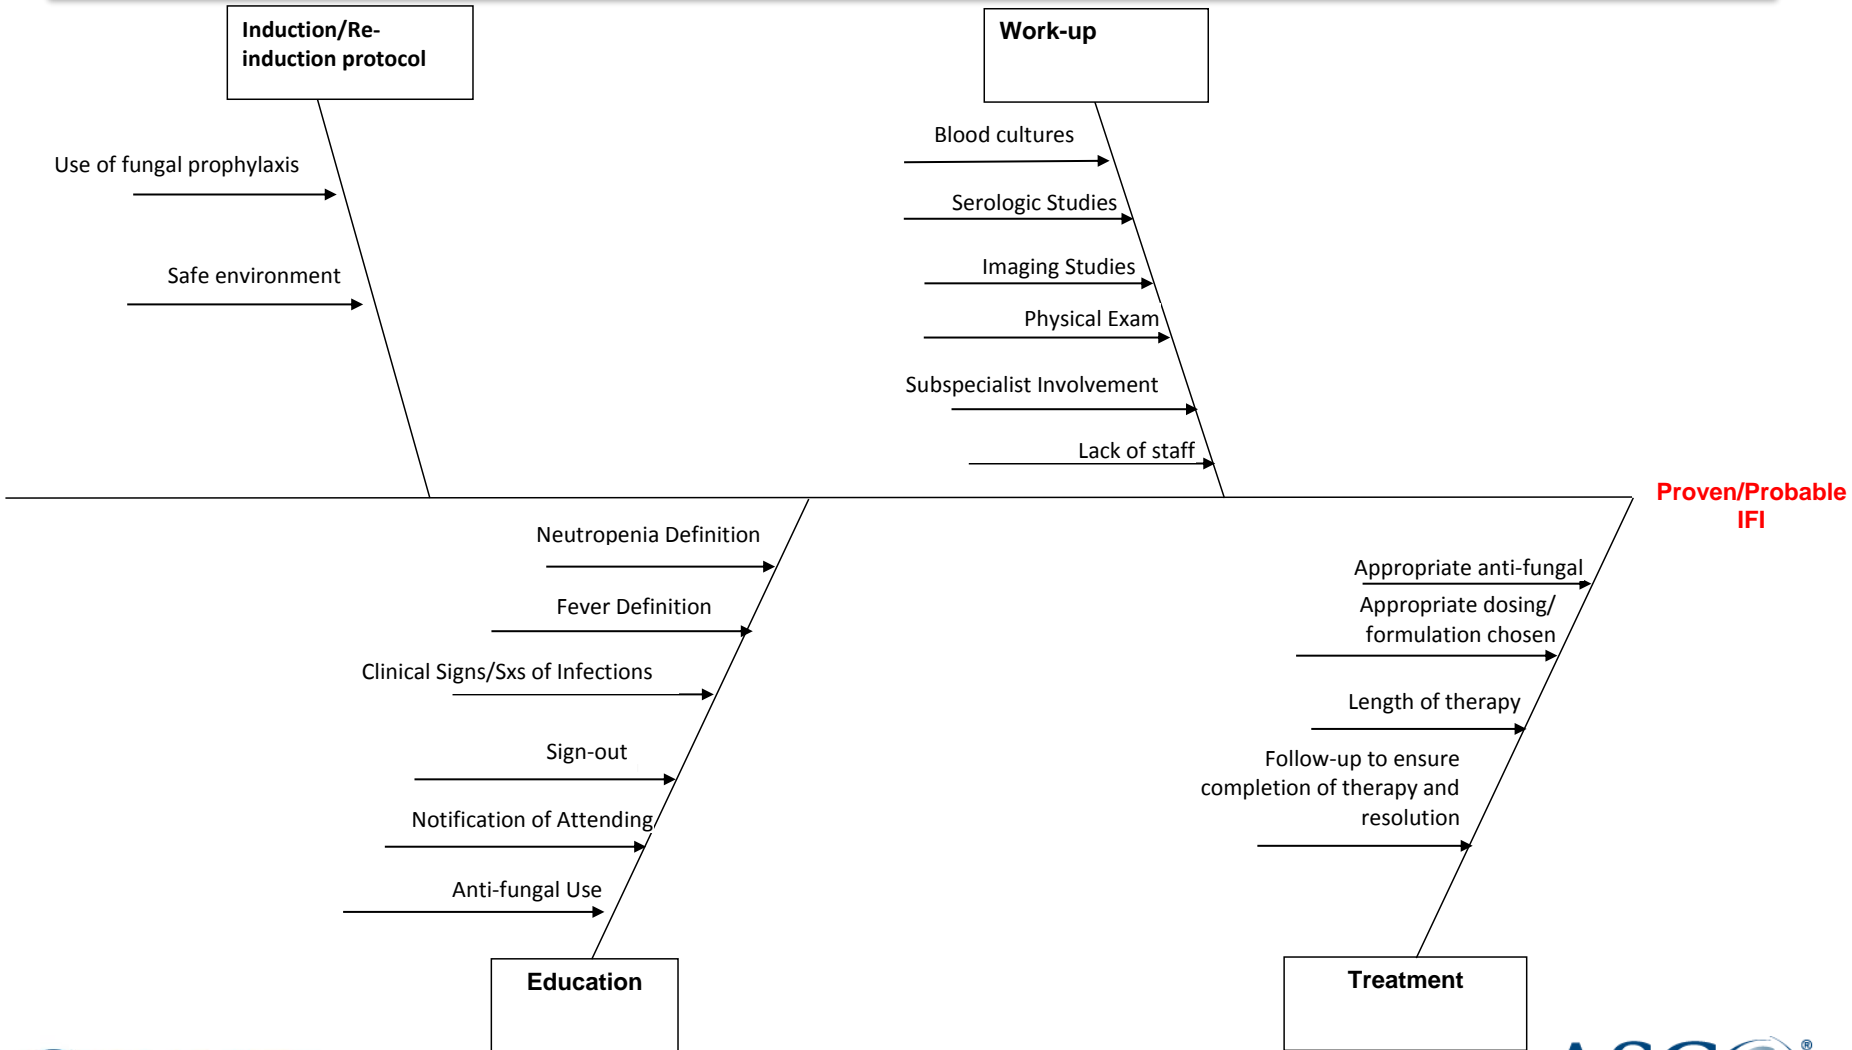 Induction/Re-
induction protocol
Work-up
Blood cultures
Use of fungal prophylaxis
Serologic Studies
Imaging Studies
Safe environment
Physical Exam
Subspecialist Involvement
Lack of staff
Proven/Probable
IFI
Neutropenia Definition
Appropriate anti-fungal
Fever Definition
Appropriate dosing/
formulation chosen
Clinical Signs/Sxs of Infections
Length of therapy
Sign-out
Follow-up to ensure
completion of therapy and
resolution
Notification of Attending
Anti-fungal Use
Education
Treatment
ASCO®